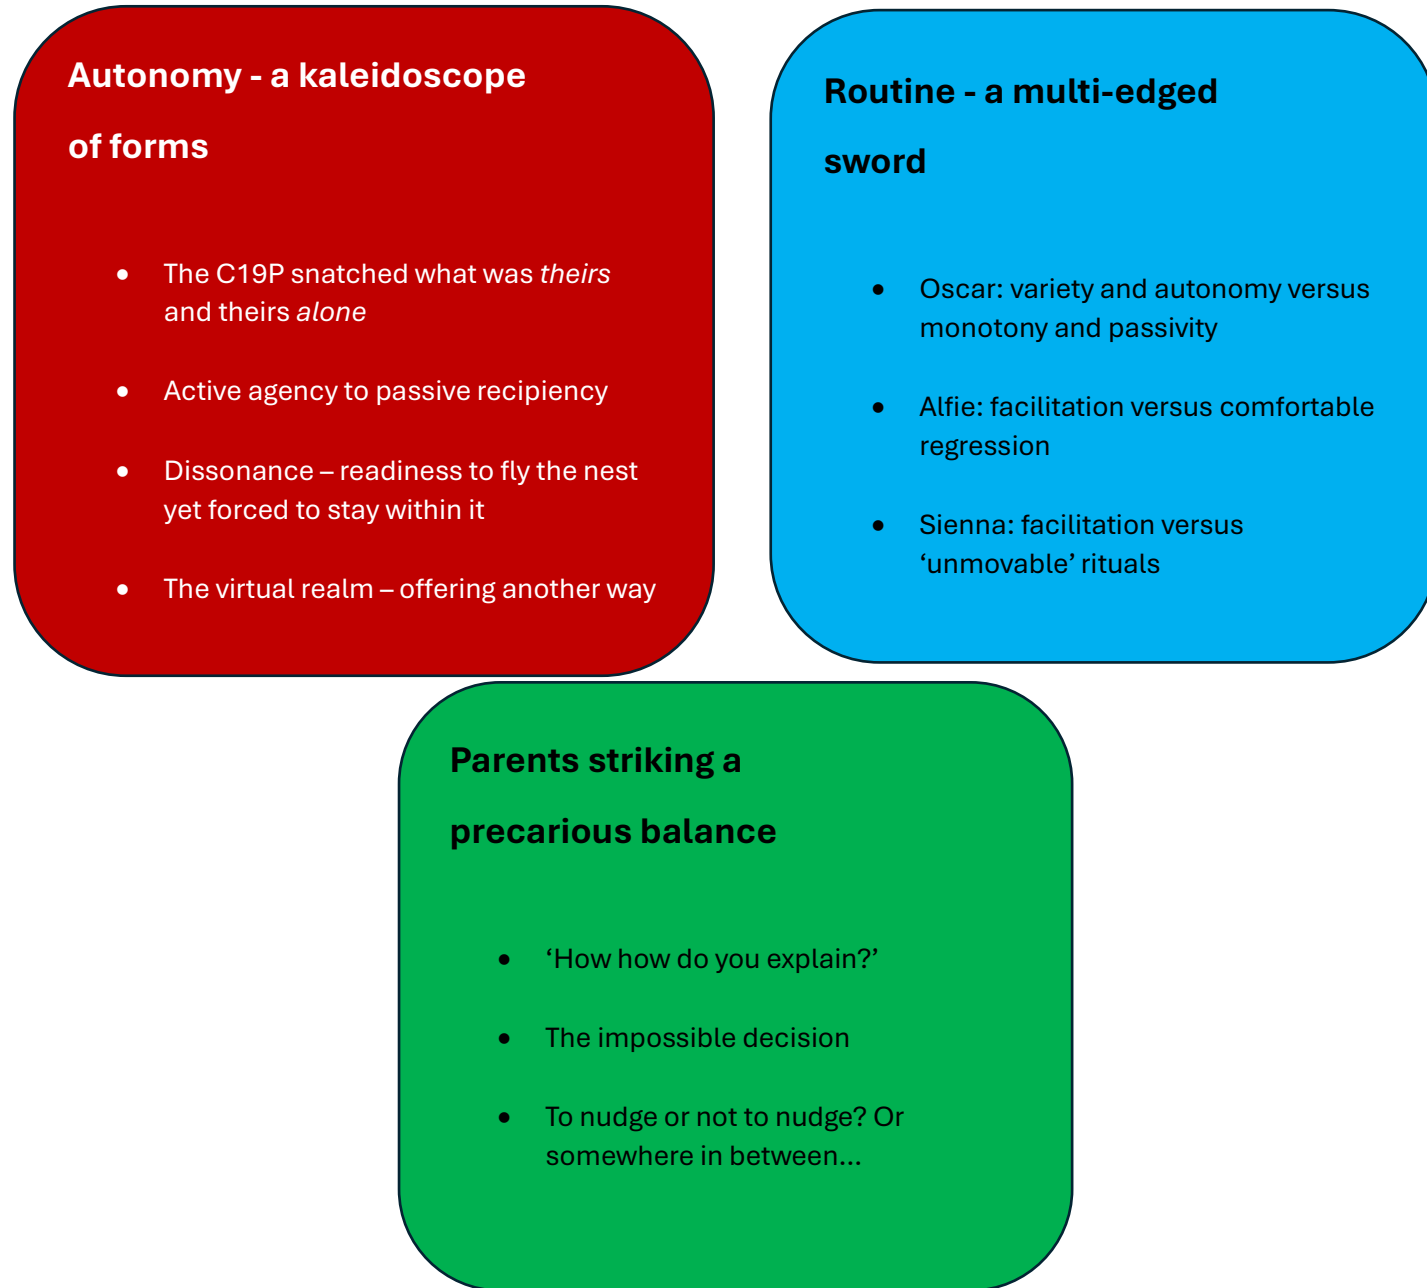 Autonomy - a kaleidoscope
of forms
• The C19P snatched what was theirs
and theirs alone
• Active agency to passive recipiency
• Dissonance – readiness to fly the nest
yet forced to stay within it
• The virtual realm – offering another way
Routine - a multi-edged
sword
• Oscar: variety and autonomy versus
monotony and passivity
• Alfie: facilitation versus comfortable
regression
• Sienna: facilitation versus
‘unmovable’ rituals
Parents striking a
precarious balance
• ‘How how do you explain?’
• The impossible decision
• To nudge or not to nudge? Or
somewhere in between...